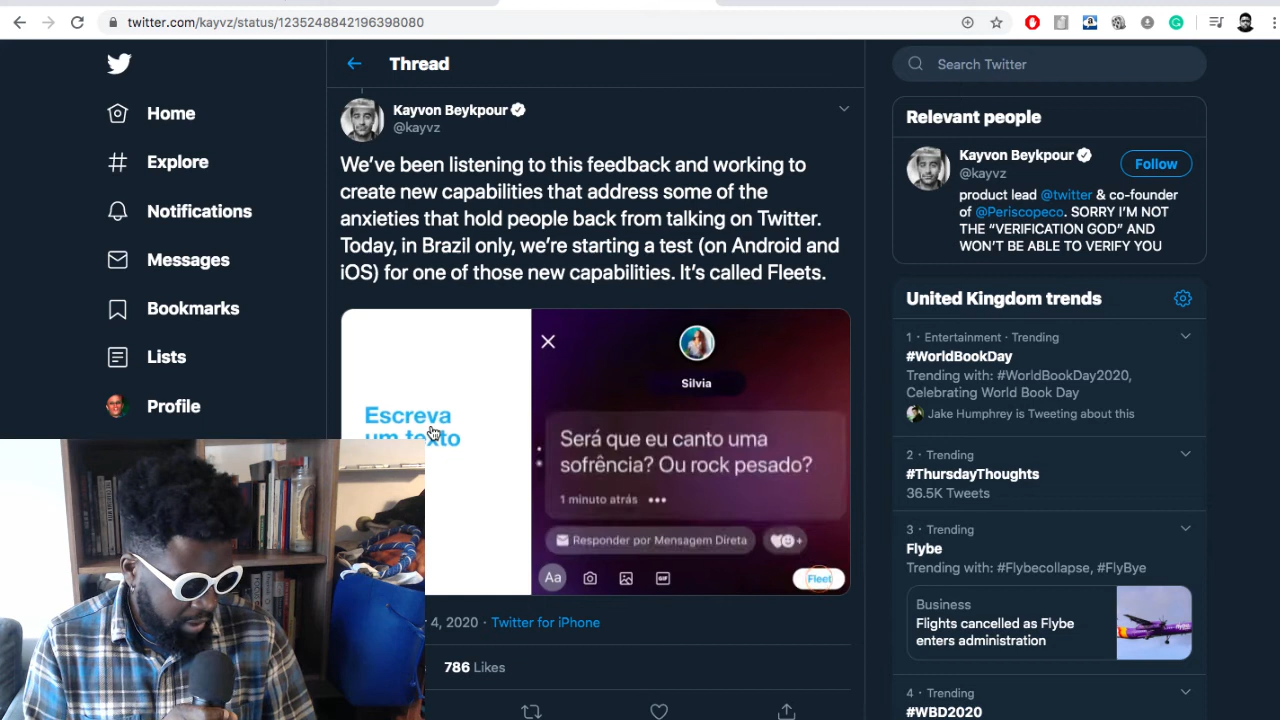 twitter.com/kayvz/status/1235248842196398080
Home
Explore
Notifications
Messages
Bookmarks
Lists
Profile
Thread
Kayvon Beykpour
@kayvz
We've been listening to this feedback and working to
create new capabilities that address some of the
anxieties that hold people back from talking on Twitter.
Today, in Brazil only, we're starting a test (on Android and
iOS) for one of those new capabilities. It's called Fleets.
Escreva
um texto
Silvia
Será que eu canto uma
sofrência? Ou rock pesado?
1 minuto atrás •••
Responder por Mensagem Direta
+
Aa
GIF
Fleet
4, 2020 · Twitter for iPhone
786 Likes
Search Twitter
Relevant people
Kayvon Beykpour
@kayvz
Follow
product lead @twitter & co-founder
of @Periscopeco. SORRY I'M NOT
THE “VERIFICATION GOD” AND
WON'T BE ABLE TO VERIFY YOU
United Kingdom trends
1 · Entertainment · Trending
#WorldBookDay
Trending with: #WorldBookDay2020,
Celebrating World Book Day
Jake Humphrey is Tweeting about this
2 · Trending
#ThursdayThoughts
36.5K Tweets
3 · Trending
Flybe
Trending with: #Flybecollapse, #FlyBye
Business
Flights cancelled as Flybe
enters administration
4 · Trending
#WBD2020